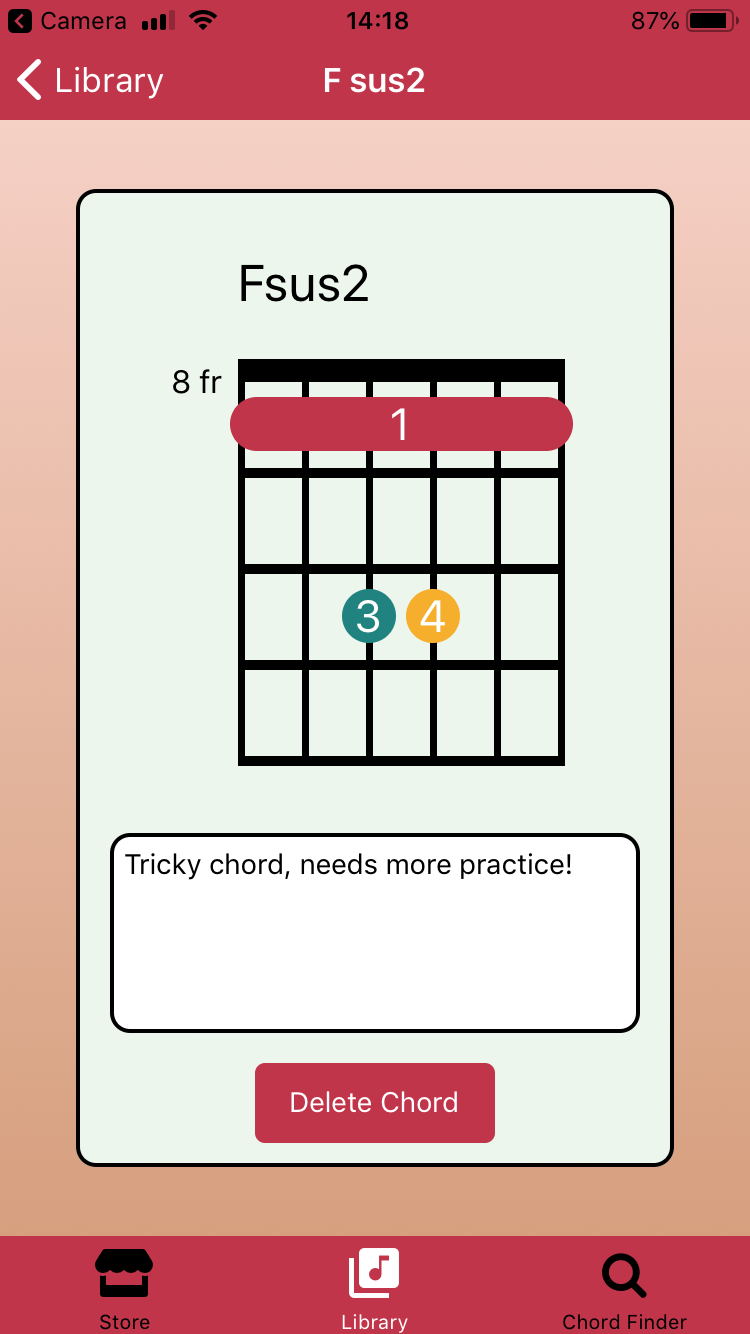 Camera 14:18 87%
Library F sus2
Fsus2
8 fr
1
3 4
Tricky chord, needs more practice!
Delete Chord
Store Library Chord Finder